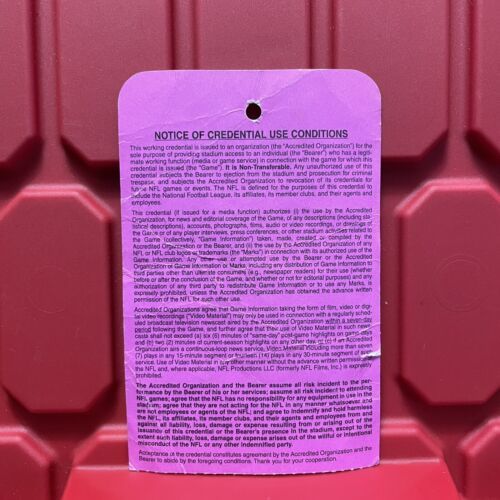 NOTICE OF CREDENTIAL USE CONDITIONS
This working credential is issued to an organization (the "Accredited Organization") for the
sole purpose of providing stadium access to an individual (the "Bearer") who has a legiti-
mate working function (media or game service) in connection with the game for which this
credential is issued (the "Game"). It is Non-Transferable. Any unauthorized use of this
credential subjects the Bearer to ejection from the stadium and prosecution for criminal
trespass, and subjects the Accredited Organization to revocation of its credentials for
future NFL games or events. The NFL is defined for the purposes of this credential to
include the National Football League, its affiliates, its member clubs, and their agents and
employees.
This credential (if issued for a media function) authorizes (i) the use by the Accredited
Organization, for news and editorial coverage of the Game, of any descriptions (including sta-
tistical descriptions), accounts, photographs, films, audio or video recordings, or drawings of
the Game or of any player interviews, press conferences, or other stadium activities related to
the Game (collectively, "Game Information") taken, made, created or compiled by the
Accredited Organization or the Bearer, and (ii) the use by the Accredited Organization of any
NFL or NFL club logos or trademarks (the "Marks") in connection with its authorized use of the
Game Information. Any other use or attempted use by the Bearer or the Accredited
Organization of Game Information or Marks, including any distribution of Game Information to
third parties other than ultimate consumers (e.g., newspaper readers) for their use (whether
before or after the conclusion of the Game, and whether or not for editorial purposes) and any
authorization of any third party to redistribute Game Information or to use any Marks, is
expressly prohibited, unless the Accredited Organization has obtained the advance written
permission of the NFL for such other use.
Accredited Organizations agree that Game Information taking the form of film, video or digi-
tal video recordings ("Video Material") may only be used in connection with a regularly sched-
uled broadcast television newscast aired by the Accredited Organization within a seven-day
period following the Game, and further agree that their use of Video Material in such news-
casts shall not exceed (a) six (6) minutes of "same-day" post-game highlights on game days
and (b) two (2) minutes of current-season highlights on any other day, or if an Accredited
Organization airs a continuous-loop news service, Video Material including more than seven
(7) plays in any 15-minute segment or fourteen (14) plays in any 30-minute segment of such
service. Use of Video Material in any other manner without the advance written permission of
the NFL and, where applicable, NFL Productions LLC (formerly NFL Films, Inc.) is expressly
prohibited.
The Accredited Organization and the Bearer assume all risk incident to the per-
formance by the Bearer of his or her services; assume all risk incident to attending
NFL games; agree that the NFL has no responsibility for any equipment in use in the
stadium; agree that they are not acting for the NFL in any manner whatsoever and
are not employees or agents of the NFL; and agree to indemnify and hold harmless
the NFL, its affiliates, its member clubs, and their agents and employees from and
against all liability, loss, damage or expense resulting from or arising out of the
issuance of this credential or the Bearer's presence in the stadium, except to the
extent such liability, loss, damage or expense arises out of the willful or intentional
misconduct of the NFL or any other indemnified party.
Acceptance of the credential constitutes agreement by the Accredited Organization and the
Bearer to abide by the foregoing conditions. Thank you for your cooperation.